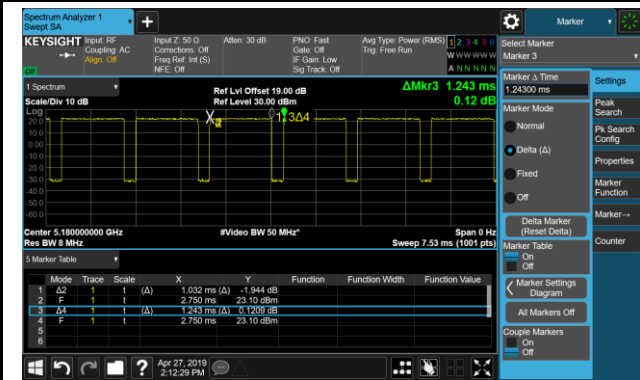 Spectrum Analyzer 1
Swept SA
Marker
KEYSIGHT
Input: RF
Coupling: AC
Align: Off
Input Z: 50 Ω
Corrections: Off
Freq Ref: Int (S)
NFE: Off
Atten: 30 dB
PNO: Fast
Gate: Off
IF Gain: Low
Sig Track: Off
Avg Type: Power (RMS)
Trig: Free Run
1 2 3 4 5 6
W W W W W W
A N N N N N
LV
Select Marker
Marker 3
1 Spectrum
Scale/Div 10 dB
Ref Lvl Offset 19.00 dB
Ref Level 30.00 dBm
ΔMkr3 1.243 ms
0.12 dB
Log
20.0
10.0
0.00
-10.0
-20.0
-30.0
-40.0
-50.0
-60.0
3Δ4
Center 5.180000000 GHz
Res BW 8 MHz
#Video BW 50 MHz*
Span 0 Hz
Sweep 7.53 ms (1001 pts)
5 Marker Table
Mode Trace Scale X Y Function Function Width Function Value
1 Δ2 1 t (Δ) 1.032 ms (Δ) -1.944 dB
2 F 1 t 2.750 ms 23.10 dBm
3 Δ4 1 t (Δ) 1.243 ms (Δ) 0.1209 dB
4 F 1 t 2.750 ms 23.10 dBm
5
6
Marker Δ Time
1.24300 ms
Marker Mode
Normal
Delta (Δ)
Fixed
Off
Delta Marker
(Reset Delta)
Marker Table
On
Off
Marker Settings
Diagram
All Markers Off
Couple Markers
On
Off
Settings
Peak
Search
Pk Search
Config
Properties
Marker
Function
Marker→
Counter
Apr 27, 2019
2:12:29 PM